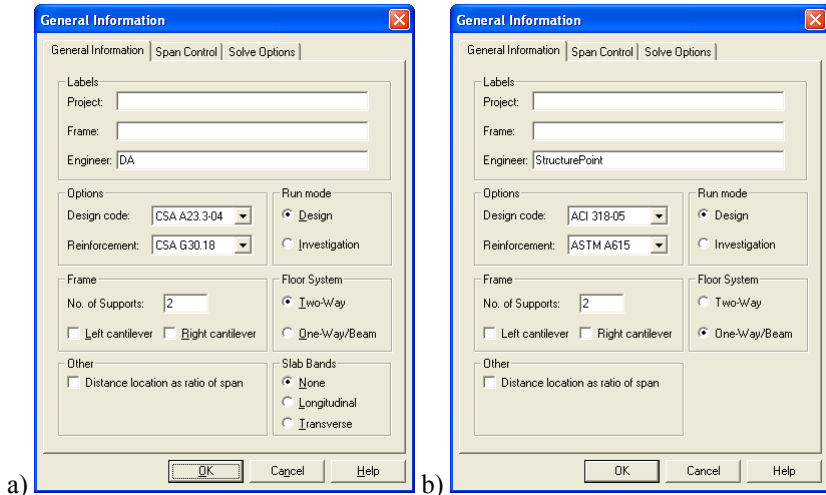 General Information
General Information Span Control Solve Options
Labels
Project:
Frame:
Engineer: DA
Options
Design code: CSA A23.3-04
Reinforcement: CSA G30.18
Run mode
Design
Investigation
Frame
No. of Supports: 2
Left cantilever Right cantilever
Floor System
Two-Way
One-Way/Beam
Other
Distance location as ratio of span
Slab Bands
None
Longitudinal
Transverse
OK Cancel Help
a)
General Information
General Information Span Control Solve Options
Labels
Project:
Frame:
Engineer: StructurePoint
Options
Design code: ACI 318-05
Reinforcement: ASTM A615
Run mode
Design
Investigation
Frame
No. of Supports: 2
Left cantilever Right cantilever
Floor System
Two-Way
One-Way/Beam
Other
Distance location as ratio of span
OK Cancel Help
b)